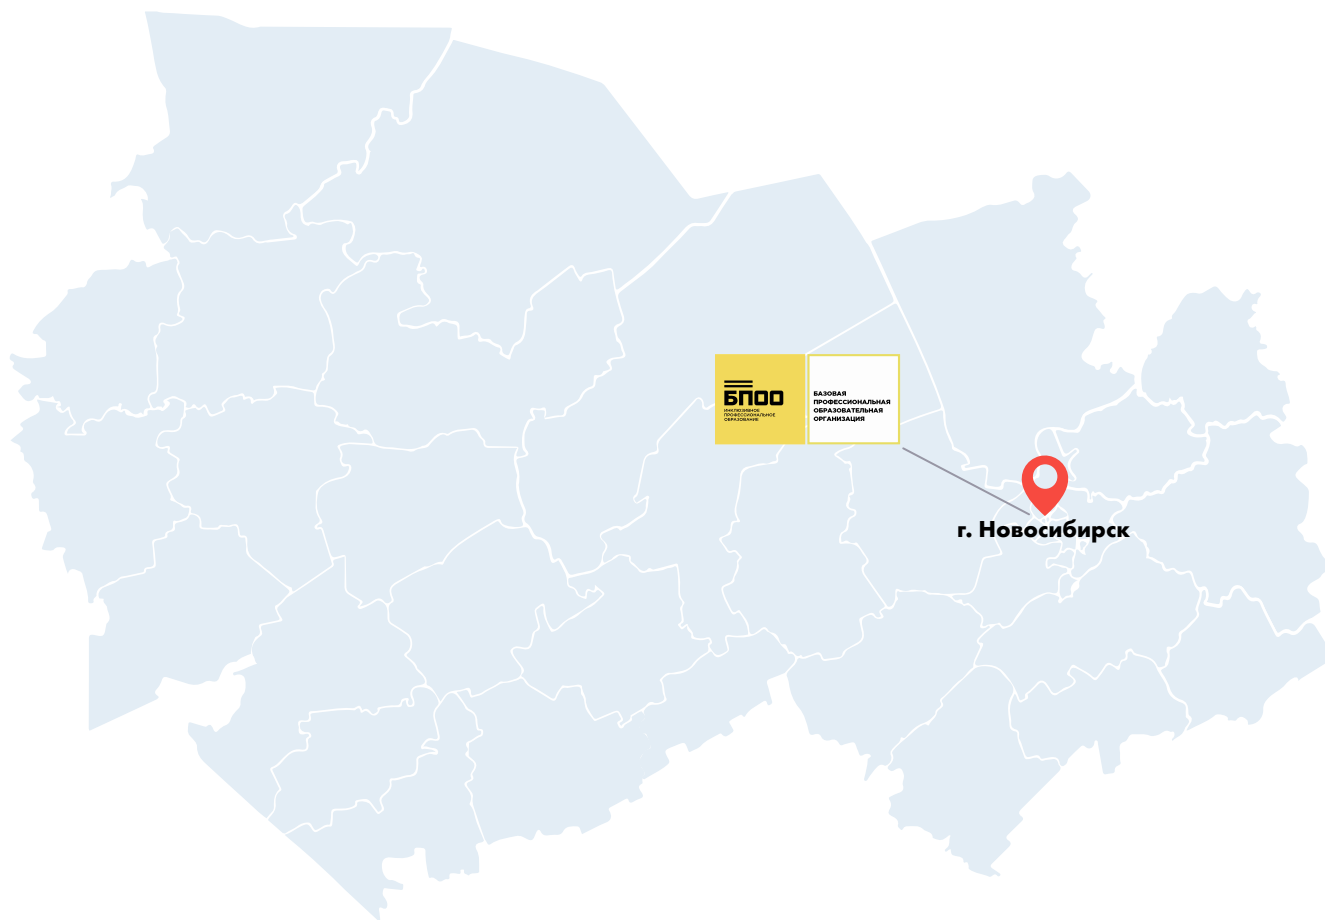 БПОО
ИНКЛЮЗИВНОЕ
ПРОФЕССИОНАЛЬНОЕ
ОБРАЗОВАНИЕ
БАЗОВАЯ
ПРОФЕССИОНАЛЬНАЯ
ОБРАЗОВАТЕЛЬНАЯ
ОРГАНИЗАЦИЯ
г. Новосибирск